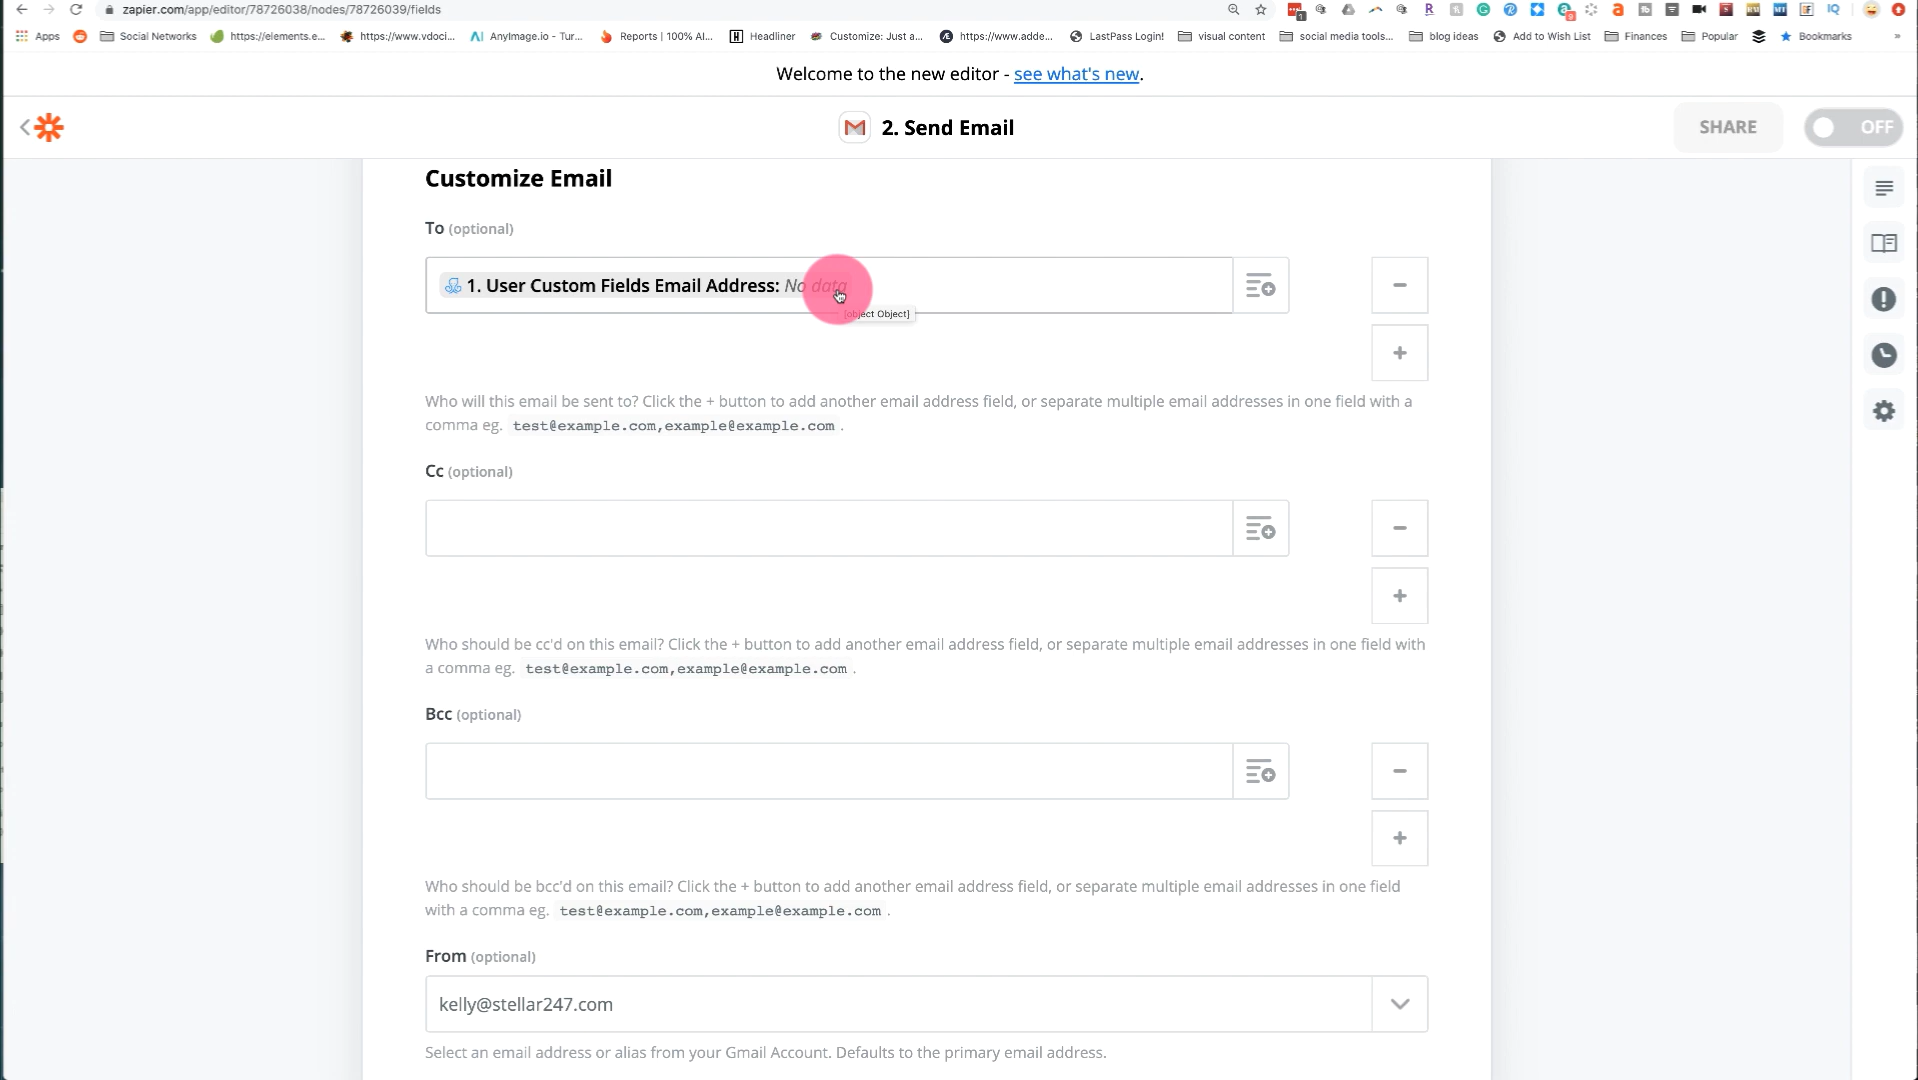 zapier.com/app/editor/78726038/nodes/78726039/fields
Apps Social Networks https://elements.e... https://www.vdoci... AnyImage.io - Tur... Reports | 100% Al... Headliner Customize: Just a... https://www.adde... LastPass Login! visual content social media tools... blog ideas Add to Wish List Finances Popular Bookmarks »
Welcome to the new editor - see what's new.
2. Send Email
SHARE
OFF
Customize Email
To (optional)
1. User Custom Fields Email Address: No data
[object Object]
Who will this email be sent to? Click the + button to add another email address field, or separate multiple email addresses in one field with a
comma eg. test@example.com,example@example.com .
Cc (optional)
Who should be cc'd on this email? Click the + button to add another email address field, or separate multiple email addresses in one field with
a comma eg. test@example.com,example@example.com .
Bcc (optional)
Who should be bcc'd on this email? Click the + button to add another email address field, or separate multiple email addresses in one field
with a comma eg. test@example.com,example@example.com .
From (optional)
kelly@stellar247.com
Select an email address or alias from your Gmail Account. Defaults to the primary email address.